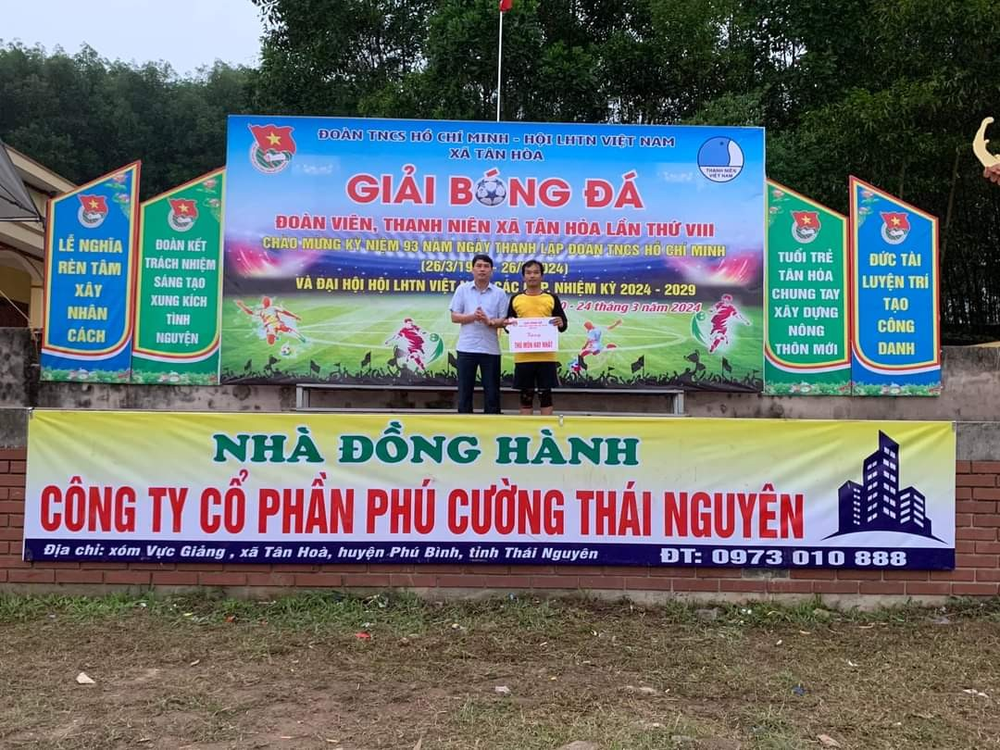 ĐOÀN TNCS HỒ CHÍ MINH - HỘI LHTN VIỆT NAM
XÃ TÂN HÒA
THANH NIÊN
VIỆT NAM
GIẢI BÓNG ĐÁ
ĐOÀN VIÊN, THANH NIÊN XÃ TÂN HÒA LẦN THỨ VIII
CHÀO MỪNG KỶ NIỆM 93 NĂM NGÀY THÀNH LẬP ĐOÀN TNCS HỒ CHÍ MINH
(26/3/19 - 26/ 024)
VÀ ĐẠI HỘI HỘI LHTN VIỆT CÁC NHIỆM KỲ 2024 - 2029
0 - 24 tháng 3 năm 2024
THỦ MÔN HAY NHẤT
LỄ NGHĨA
RÈN TÂM
XÂY
NHÂN
CÁCH
ĐOÀN KẾT
TRÁCH NHIỆM
SÁNG TẠO
XUNG KÍCH
TÌNH
NGUYỆN
TUỔI TRẺ
TÂN HÒA
CHUNG TAY
XÂY DỰNG
NÔNG
THÔN MỚI
ĐỨC TÀI
LUYỆN TRÍ
TẠO
CÔNG
DANH
NHÀ ĐỒNG HÀNH
CÔNG TY CỔ PHẦN PHÚ CƯỜNG THÁI NGUYÊN
Địa chỉ: xóm Vực Giảng , xã Tân Hoà, huyện Phú Bình, tỉnh Thái Nguyên
ĐT: 0973 010 888